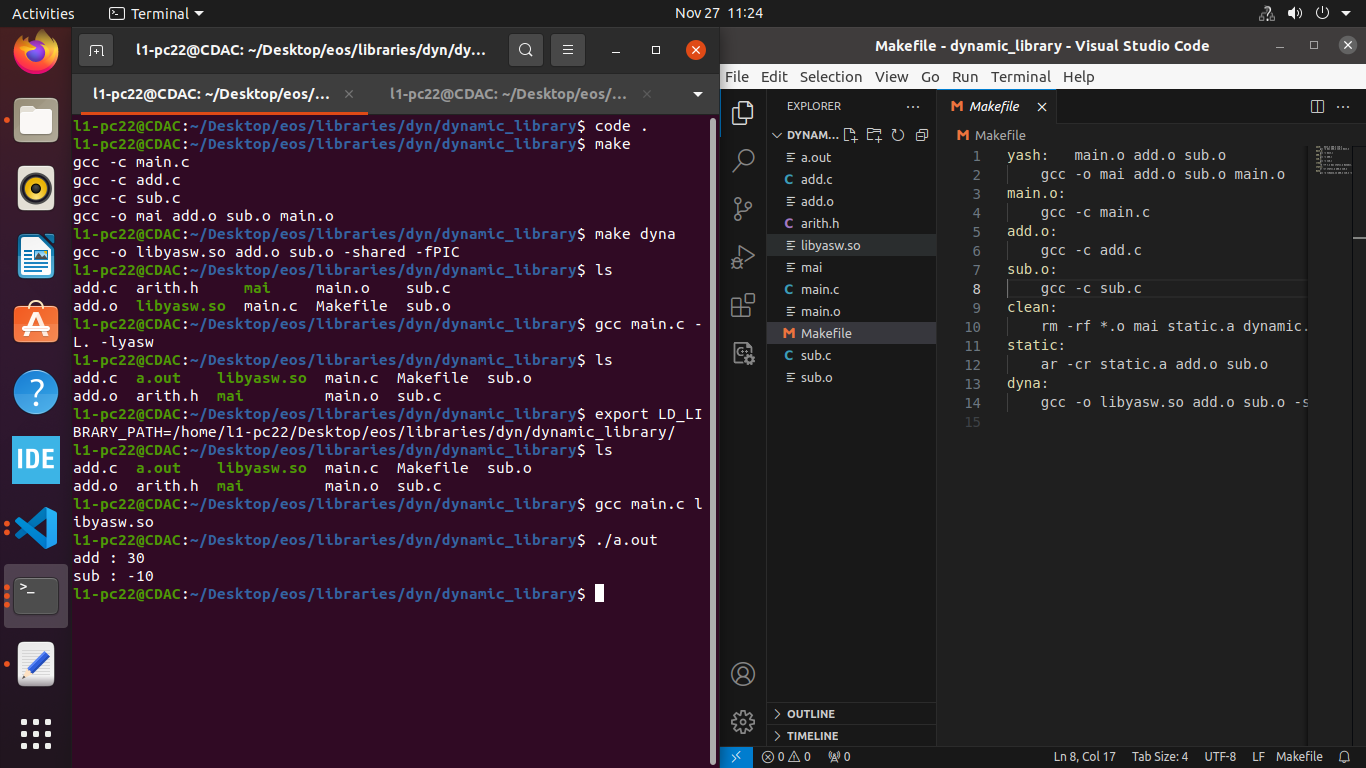 Activities Terminal Nov 27 11:24
l1-pc22@CDAC: ~/Desktop/eos/libraries/dyn/dy...
l1-pc22@CDAC: ~/Desktop/eos/... l1-pc22@CDAC: ~/Desktop/eos/...
l1-pc22@CDAC:~/Desktop/eos/libraries/dyn/dynamic_library$ code .
l1-pc22@CDAC:~/Desktop/eos/libraries/dyn/dynamic_library$ make
gcc -c main.c
gcc -c add.c
gcc -c sub.c
gcc -o mai add.o sub.o main.o
l1-pc22@CDAC:~/Desktop/eos/libraries/dyn/dynamic_library$ make dyna
gcc -o libyasw.so add.o sub.o -shared -fPIC
l1-pc22@CDAC:~/Desktop/eos/libraries/dyn/dynamic_library$ ls
add.c arith.h mai main.o sub.c
add.o libyasw.so main.c Makefile sub.o
l1-pc22@CDAC:~/Desktop/eos/libraries/dyn/dynamic_library$ gcc main.c -
L. -lyasw
l1-pc22@CDAC:~/Desktop/eos/libraries/dyn/dynamic_library$ ls
add.c a.out libyasw.so main.c Makefile sub.o
add.o arith.h mai main.o sub.c
l1-pc22@CDAC:~/Desktop/eos/libraries/dyn/dynamic_library$ export LD_LI
BRARY_PATH=/home/l1-pc22/Desktop/eos/libraries/dyn/dynamic_library/
l1-pc22@CDAC:~/Desktop/eos/libraries/dyn/dynamic_library$ ls
add.c a.out libyasw.so main.c Makefile sub.o
add.o arith.h mai main.o sub.c
l1-pc22@CDAC:~/Desktop/eos/libraries/dyn/dynamic_library$ gcc main.c l
ibyasw.so
l1-pc22@CDAC:~/Desktop/eos/libraries/dyn/dynamic_library$ ./a.out
add : 30
sub : -10
l1-pc22@CDAC:~/Desktop/eos/libraries/dyn/dynamic_library$
IDE
Makefile - dynamic_library - Visual Studio Code
File Edit Selection View Go Run Terminal Help
EXPLORER ...
DYNAM...
a.out
C add.c
add.o
C arith.h
libyasw.so
mai
C main.c
main.o
M Makefile
C sub.c
sub.o
OUTLINE
TIMELINE
M Makefile
M Makefile
1 yash: main.o add.o sub.o
2 gcc -o mai add.o sub.o main.o
3 main.o:
4 gcc -c main.c
5 add.o:
6 gcc -c add.c
7 sub.o:
8 gcc -c sub.c
9 clean:
10 rm -rf *.o mai static.a dynamic.
11 static:
12 ar -cr static.a add.o sub.o
13 dyna:
14 gcc -o libyasw.so add.o sub.o -s
15
0 0 0 Ln 8, Col 17 Tab Size: 4 UTF-8 LF Makefile